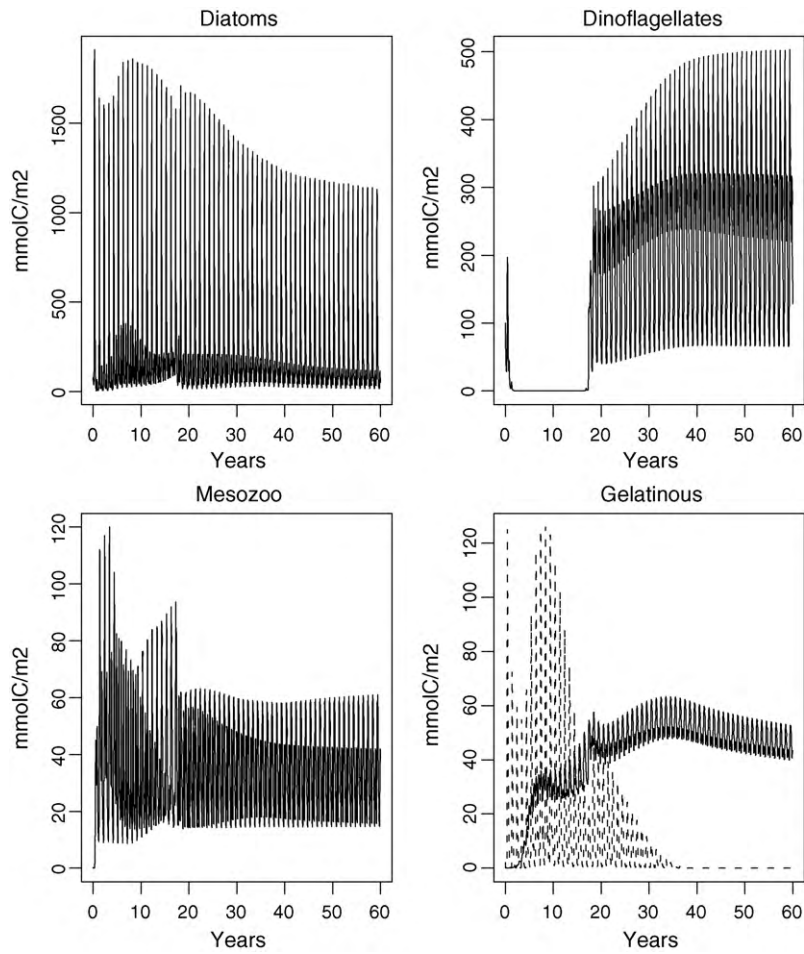 Diatoms
mmolC/m2
0 500 1000 1500
0 10 20 30 40 50 60
Years
Dinoflagellates
mmolC/m2
0 100 200 300 400 500
0 10 20 30 40 50 60
Years
Mesozoo
mmolC/m2
0 20 40 60 80 100 120
0 10 20 30 40 50 60
Years
Gelatinous
mmolC/m2
0 20 40 60 80 100 120
0 10 20 30 40 50 60
Years